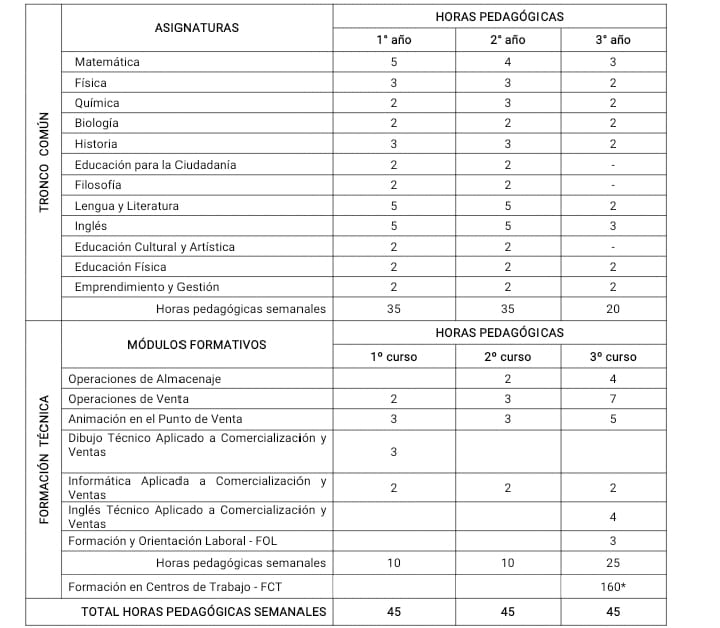 TRONCO COMÚN
ASIGNATURAS
HORAS PEDAGÓGICAS
1° año 2° año 3° año
Matemática 5 4 3
Física 3 3 2
Química 2 3 2
Biología 2 2 2
Historia 3 3 2
Educación para la Ciudadanía 2 2 -
Filosofía 2 2 -
Lengua y Literatura 5 5 2
Inglés 5 5 3
Educación Cultural y Artística 2 2 -
Educación Física 2 2 2
Emprendimiento y Gestión 2 2 2
Horas pedagógicas semanales 35 35 20
FORMACIÓN TÉCNICA
MÓDULOS FORMATIVOS
HORAS PEDAGÓGICAS
1º curso 2º curso 3º curso
Operaciones de Almacenaje 2 4
Operaciones de Venta 2 3 7
Animación en el Punto de Venta 3 3 5
Dibujo Técnico Aplicado a Comercialización y
Ventas 3
Informática Aplicada a Comercialización y
Ventas 2 2 2
Inglés Técnico Aplicado a Comercialización y
Ventas 4
Formación y Orientación Laboral - FOL 3
Horas pedagógicas semanales 10 10 25
Formación en Centros de Trabajo - FCT 160*
TOTAL HORAS PEDAGÓGICAS SEMANALES 45 45 45